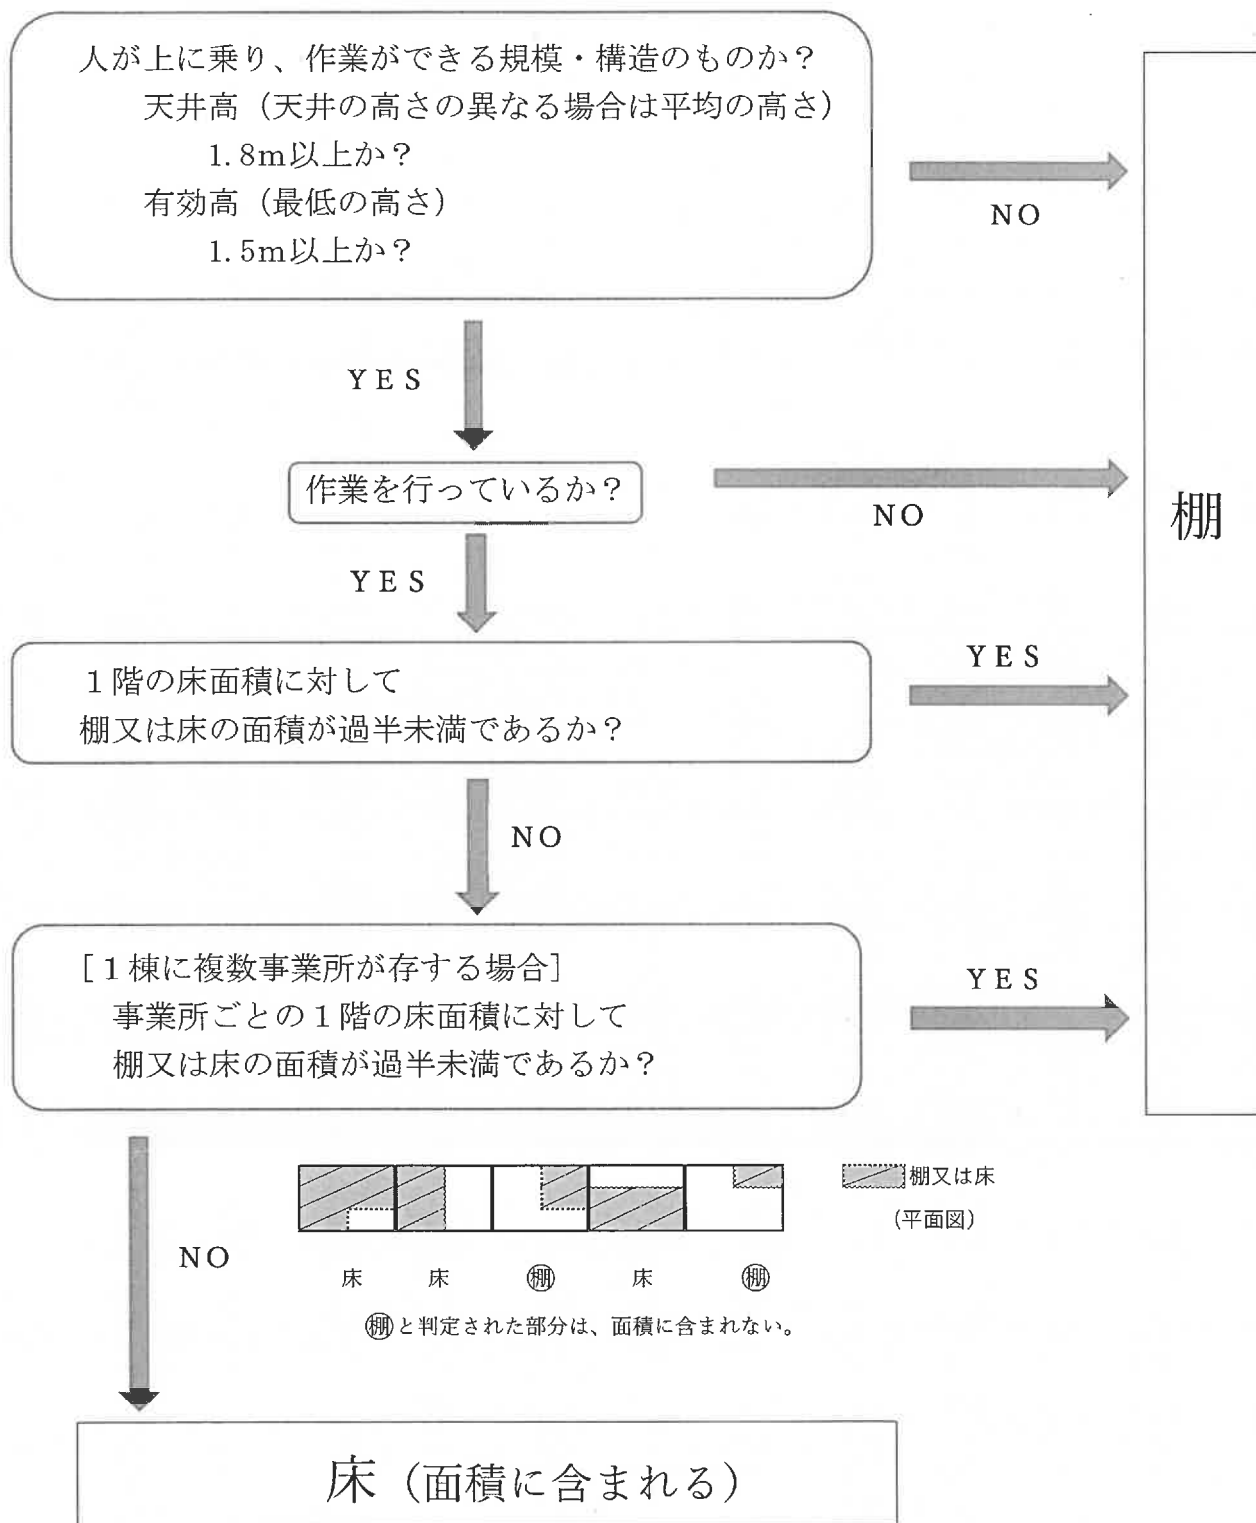 人が上に乗り、作業ができる規模・構造のものか？
天井高（天井の高さの異なる場合は平均の高さ）
1.8m以上か？
有効高（最低の高さ）
1.5m以上か？
NO
YES
作業を行っているか？
NO
棚
YES
１階の床面積に対して
棚又は床の面積が過半未満であるか？
YES
NO
［１棟に複数事業所が存する場合］
事業所ごとの１階の床面積に対して
棚又は床の面積が過半未満であるか？
YES
棚又は床
（平面図）
NO
床 床 ㊥棚 床 ㊥棚
棚と判定された部分は、面積に含まれない。
床（面積に含まれる）